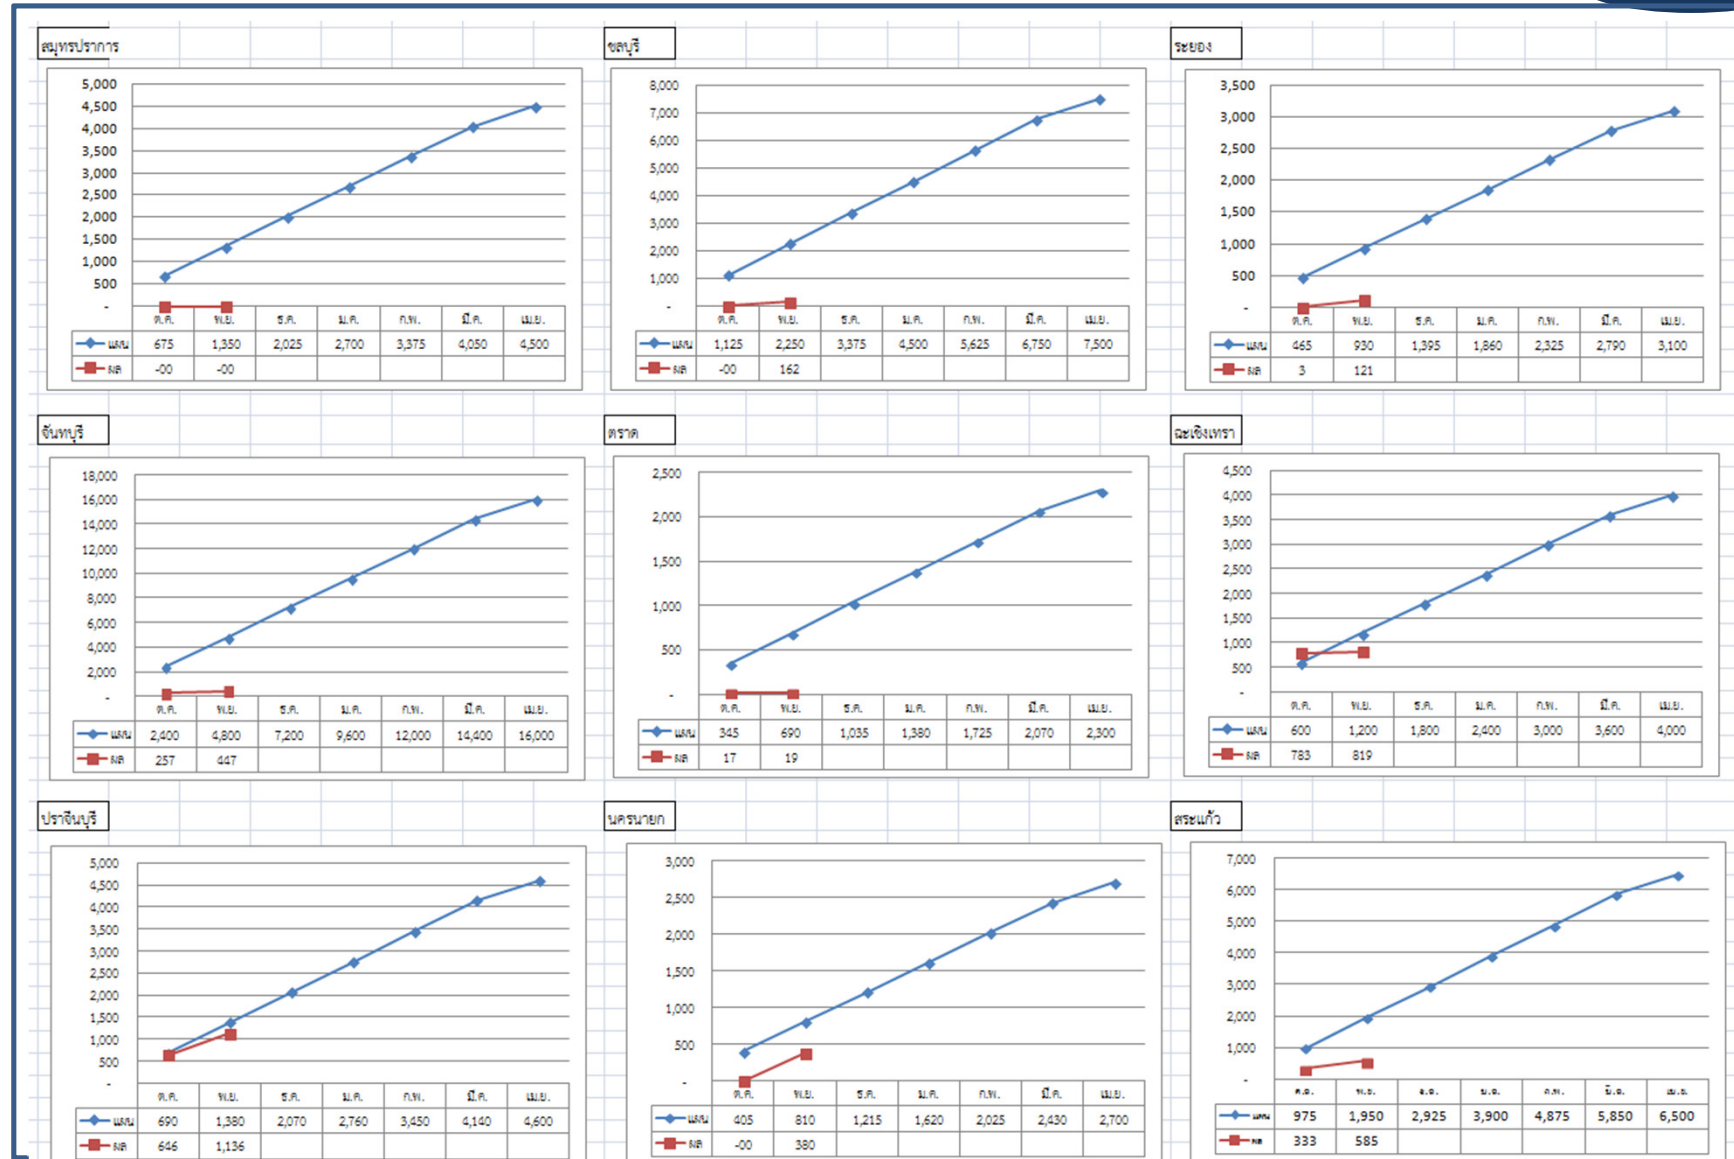 สมุทรปราการ
5,000
4,500
4,000
3,500
3,000
2,500
2,000
1,500
1,000
500
-
ต.ค. พ.ย. ธ.ค. ม.ค. ก.พ. มี.ค. เม.ย.
แผน 675 1,350 2,025 2,700 3,375 4,050 4,500
ผล -00 -00
ชลบุรี
8,000
7,000
6,000
5,000
4,000
3,000
2,000
1,000
-
ต.ค. พ.ย. ธ.ค. ม.ค. ก.พ. มี.ค. เม.ย.
แผน 1,125 2,250 3,375 4,500 5,625 6,750 7,500
ผล -00 162
ระยอง
3,500
3,000
2,500
2,000
1,500
1,000
500
-
ต.ค. พ.ย. ธ.ค. ม.ค. ก.พ. มี.ค. เม.ย.
แผน 465 930 1,395 1,860 2,325 2,790 3,100
ผล 3 121
จันทบุรี
18,000
16,000
14,000
12,000
10,000
8,000
6,000
4,000
2,000
-
ต.ค. พ.ย. ธ.ค. ม.ค. ก.พ. มี.ค. เม.ย.
แผน 2,400 4,800 7,200 9,600 12,000 14,400 16,000
ผล 257 447
ตราด
2,500
2,000
1,500
1,000
500
-
ต.ค. พ.ย. ธ.ค. ม.ค. ก.พ. มี.ค. เม.ย.
แผน 345 690 1,035 1,380 1,725 2,070 2,300
ผล 17 19
ฉะเชิงเทรา
4,500
4,000
3,500
3,000
2,500
2,000
1,500
1,000
500
-
ต.ค. พ.ย. ธ.ค. ม.ค. ก.พ. มี.ค. เม.ย.
แผน 600 1,200 1,800 2,400 3,000 3,600 4,000
ผล 783 819
ปราจีนบุรี
5,000
4,500
4,000
3,500
3,000
2,500
2,000
1,500
1,000
500
-
ต.ค. พ.ย. ธ.ค. ม.ค. ก.พ. มี.ค. เม.ย.
แผน 690 1,380 2,070 2,760 3,450 4,140 4,600
ผล 646 1,136
นครนายก
3,000
2,500
2,000
1,500
1,000
500
-
ต.ค. พ.ย. ธ.ค. ม.ค. ก.พ. มี.ค. เม.ย.
แผน 405 810 1,215 1,620 2,025 2,430 2,700
ผล -00 380
สระแก้ว
7,000
6,000
5,000
4,000
3,000
2,000
1,000
-
ต.ค. พ.ย. ธ.ค. ม.ค. ก.พ. มี.ค. เม.ย.
แผน 975 1,950 2,925 3,900 4,875 5,850 6,500
ผล 333 585